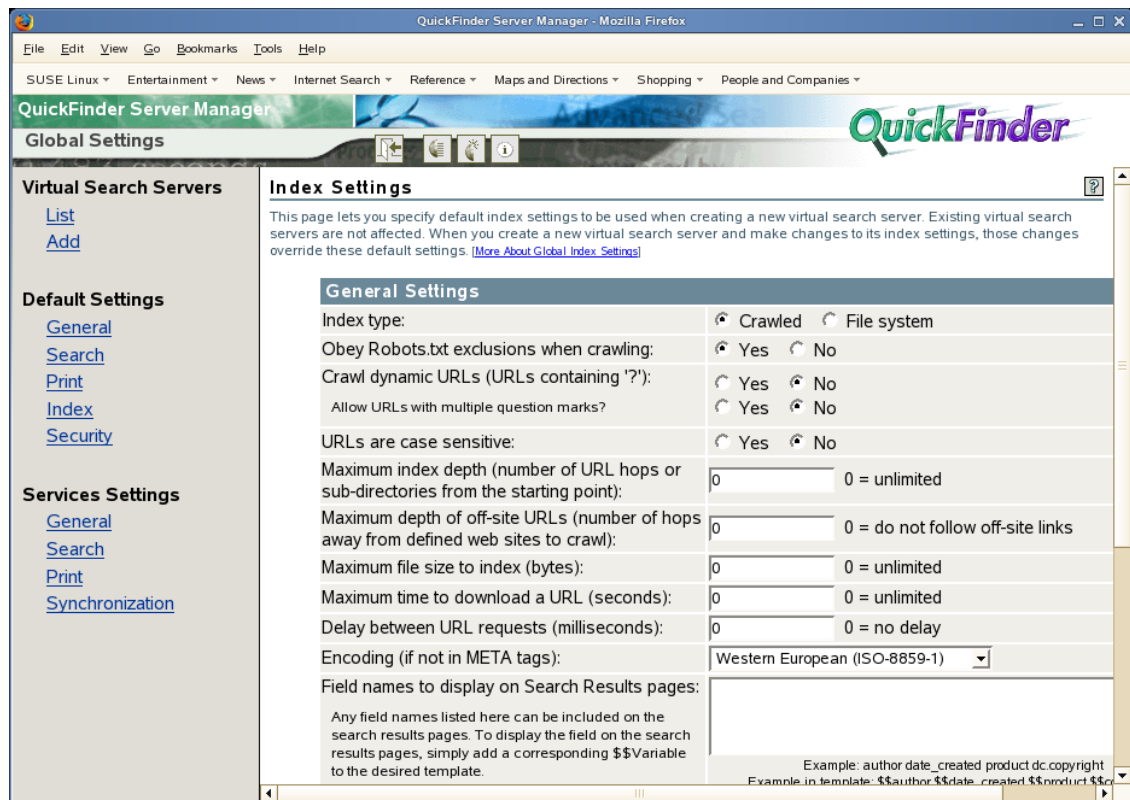 QuickFinder Server Manager - Mozilla Firefox
File Edit View Go Bookmarks Tools Help
SUSE Linux Entertainment News Internet Search Reference Maps and Directions Shopping People and Companies
QuickFinder Server Manager
Advanced Sea
QuickFinder
Global Settings
Virtual Search Servers
List
Add
Default Settings
General
Search
Print
Index
Security
Services Settings
General
Search
Print
Synchronization
Index Settings
?
This page lets you specify default index settings to be used when creating a new virtual search server. Existing virtual search
servers are not affected. When you create a new virtual search server and make changes to its index settings, those changes
override these default settings. [More About Global Index Settings]
General Settings
Index type: Crawled File system
Obey Robots.txt exclusions when crawling: Yes No
Crawl dynamic URLs (URLs containing '?'): Yes No
Allow URLs with multiple question marks? Yes No
URLs are case sensitive: Yes No
Maximum index depth (number of URL hops or
sub-directories from the starting point): 0 0 = unlimited
Maximum depth of off-site URLs (number of hops
away from defined web sites to crawl): 0 0 = do not follow off-site links
Maximum file size to index (bytes): 0 0 = unlimited
Maximum time to download a URL (seconds): 0 0 = unlimited
Delay between URL requests (milliseconds): 0 0 = no delay
Encoding (if not in META tags): Western European (ISO-8859-1)
Field names to display on Search Results pages:
Any field names listed here can be included on the
search results pages. To display the field on the search
results pages, simply add a corresponding $$Variable
to the desired template.
Example: author date_created product dc.copyright
Example in template: $$author $$date_created $$product $$co